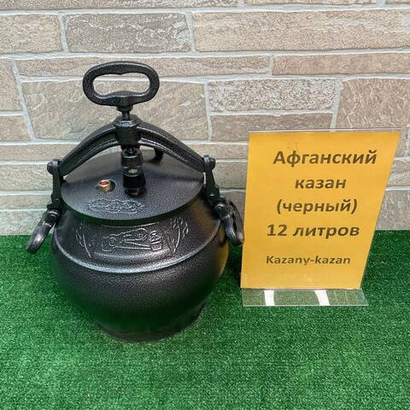 Афганский
казан
(черный)
12 литров
Kazany-kazan